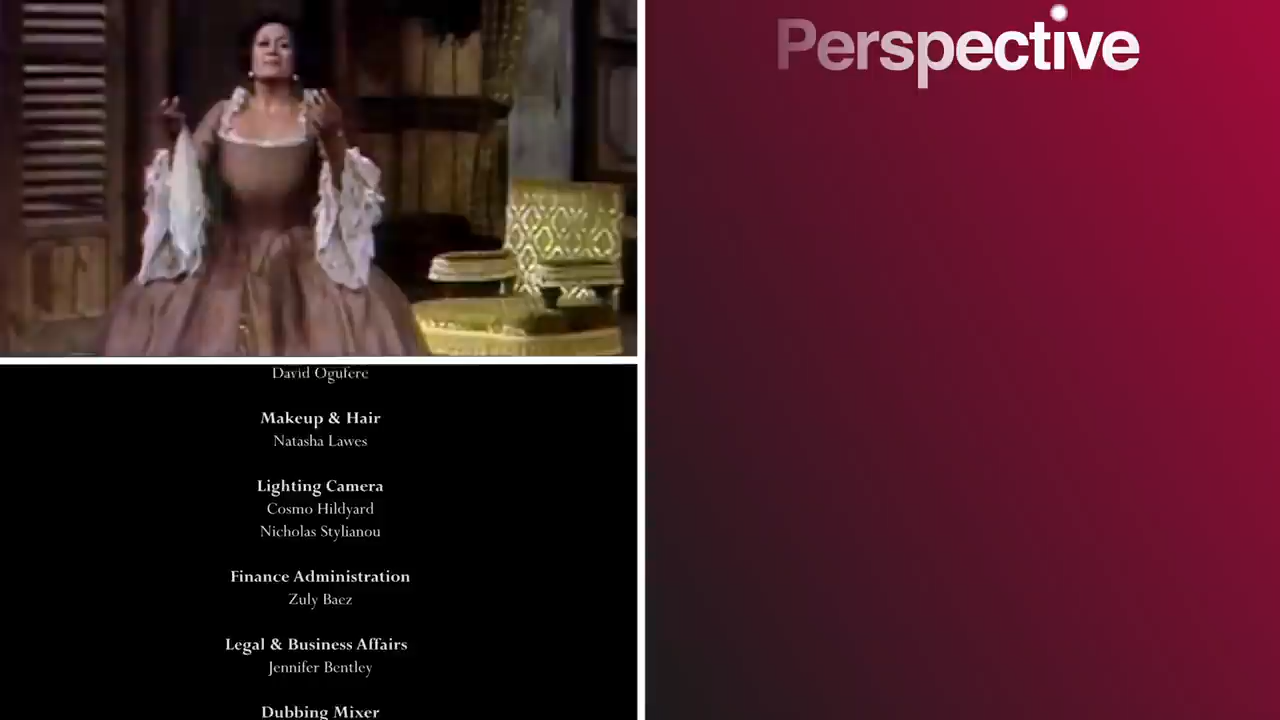 Perspective
David Ogufere
Makeup & Hair
Natasha Lawes
Lighting Camera
Cosmo Hildyard
Nicholas Stylianou
Finance Administration
Zuly Baez
Legal & Business Affairs
Jennifer Bentley
Dubbing Mixer